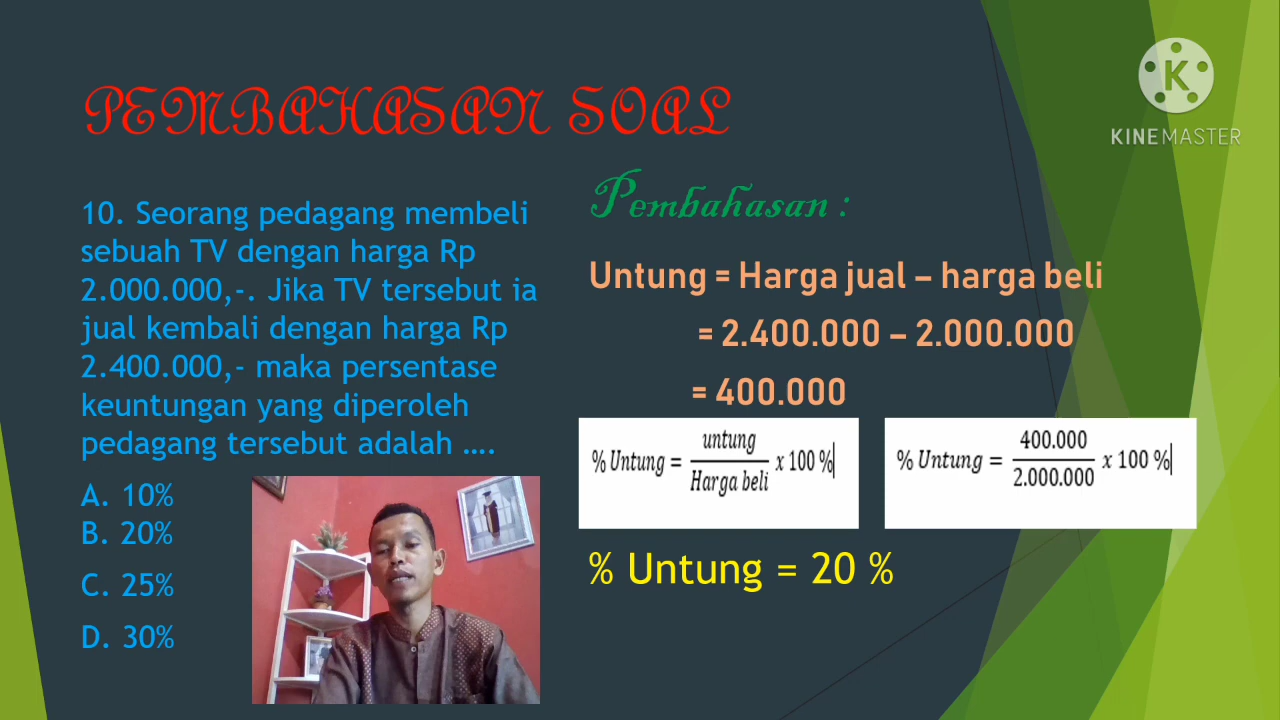 PEMBAHASAN SOAL
K
KINEMASTER
10. Seorang pedagang membeli
sebuah TV dengan harga Rp
2.000.000,-. Jika TV tersebut ia
jual kembali dengan harga Rp
2.400.000,- maka persentase
keuntungan yang diperoleh
pedagang tersebut adalah ….
A. 10%
B. 20%
C. 25%
D. 30%
Pembahasan :
Untung = Harga jual – harga beli
= 2.400.000 – 2.000.000
= 400.000
% Untung = untung / Harga beli x 100 %
% Untung = 400.000 / 2.000.000 x 100 %
% Untung = 20 %